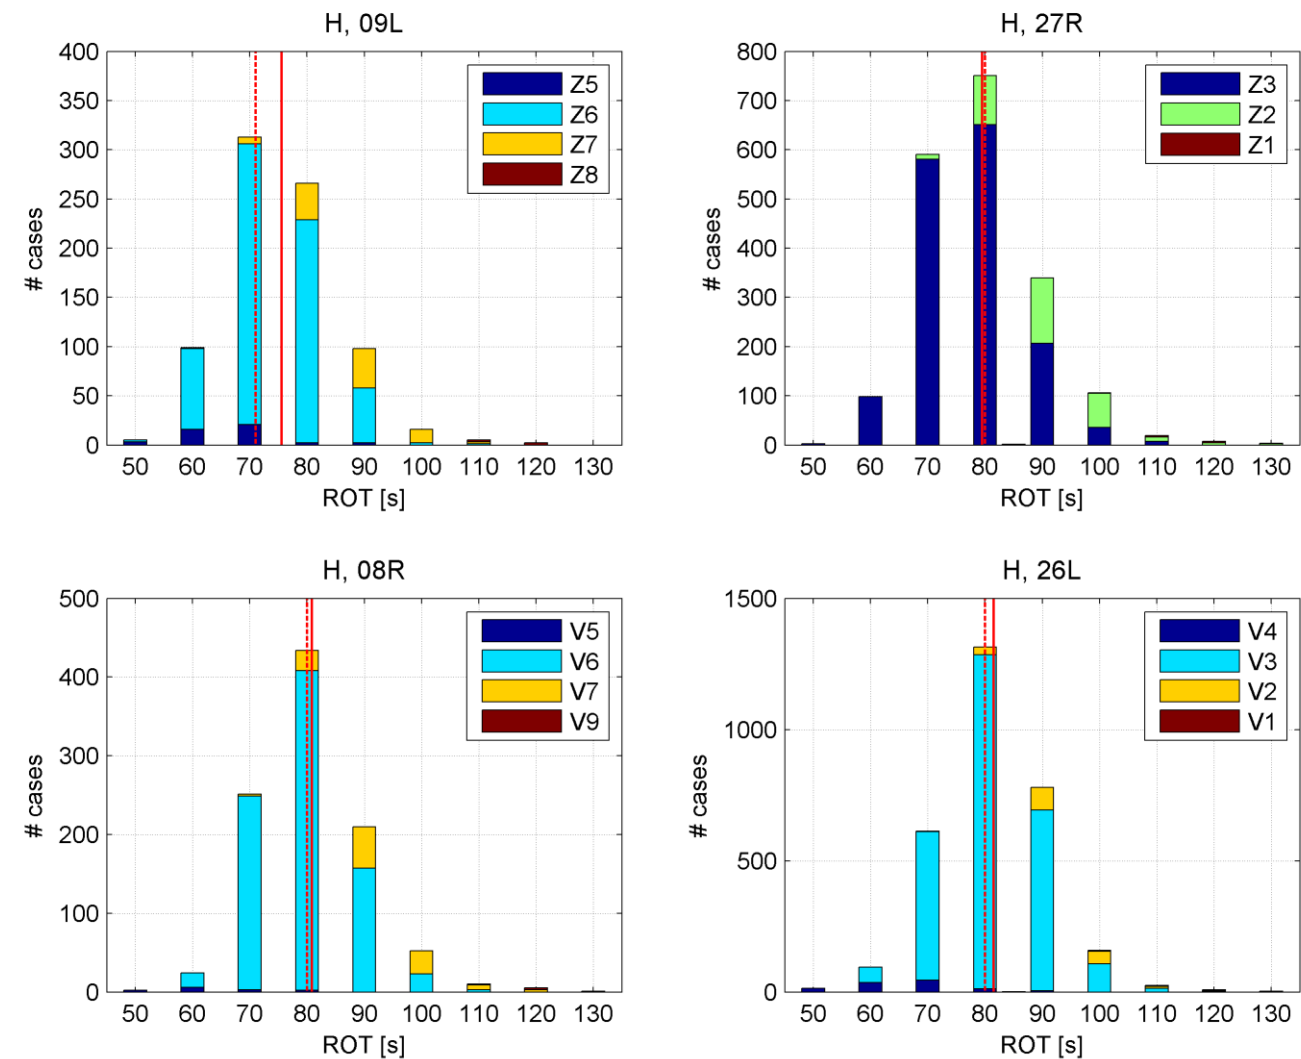 H, 09L
400
350
300
250
200
150
100
50
0
# cases
50 60 70 80 90 100 110 120 130
ROT [s]
Z5
Z6
Z7
Z8
H, 27R
800
700
600
500
400
300
200
100
0
# cases
50 60 70 80 90 100 110 120 130
ROT [s]
Z3
Z2
Z1
H, 08R
500
400
300
200
100
0
# cases
50 60 70 80 90 100 110 120 130
ROT [s]
V5
V6
V7
V9
H, 26L
1500
1000
500
0
# cases
50 60 70 80 90 100 110 120 130
ROT [s]
V4
V3
V2
V1